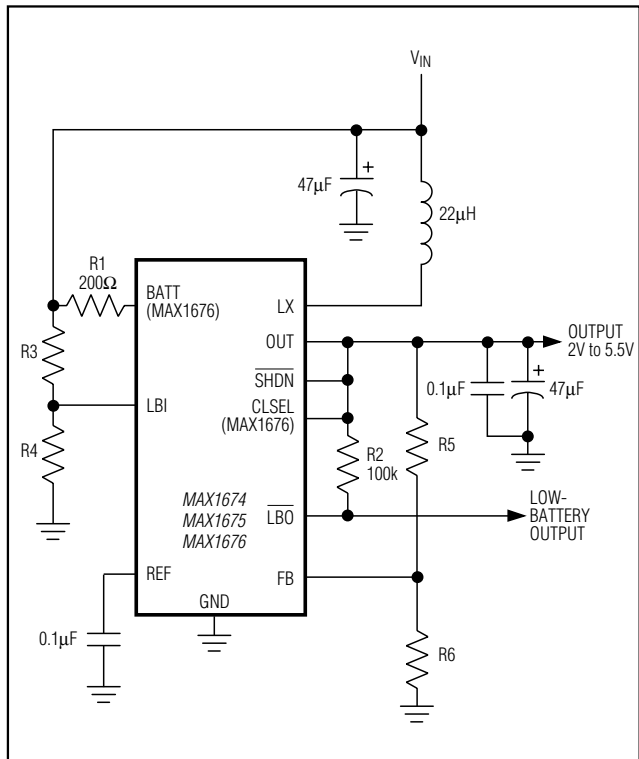 VIN
47µF
+
22µH
R1
200Ω
BATT
(MAX1676)
LX
OUT
OUTPUT
2V to 5.5V
R3
SHDN
0.1µF
+
47µF
LBI
CLSEL
(MAX1676)
R5
R4
R2
100k
MAX1674
MAX1675
MAX1676
LBO
LOW-
BATTERY
OUTPUT
REF
FB
GND
0.1µF
R6